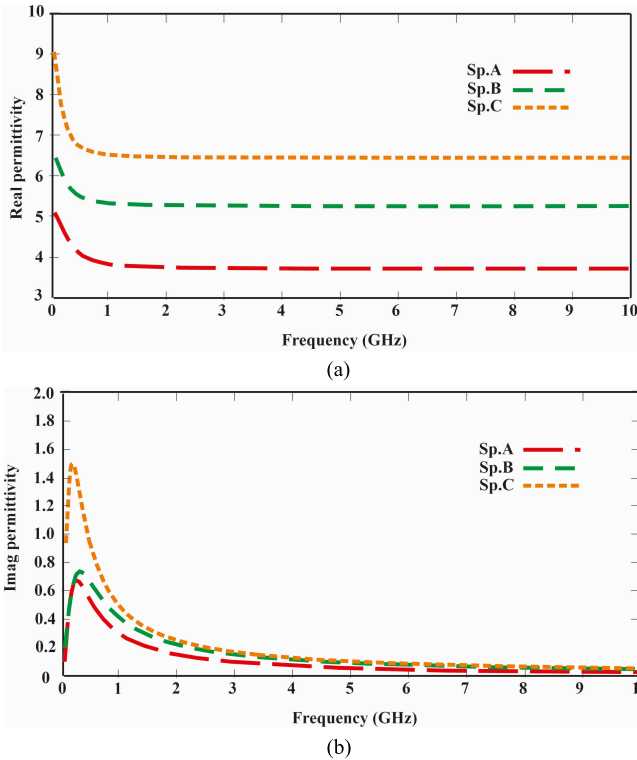 10
9
8
7
6
5
4
3
Real permittivity
Sp.A
Sp.B
Sp.C
0 1 2 3 4 5 6 7 8 9 10
Frequency (GHz)
(a)
2.0
1.8
1.6
1.4
1.2
1.0
0.8
0.6
0.4
0.2
0
Imag permittivity
Sp.A
Sp.B
Sp.C
0 1 2 3 4 5 6 7 8 9 1
Frequency (GHz)
(b)